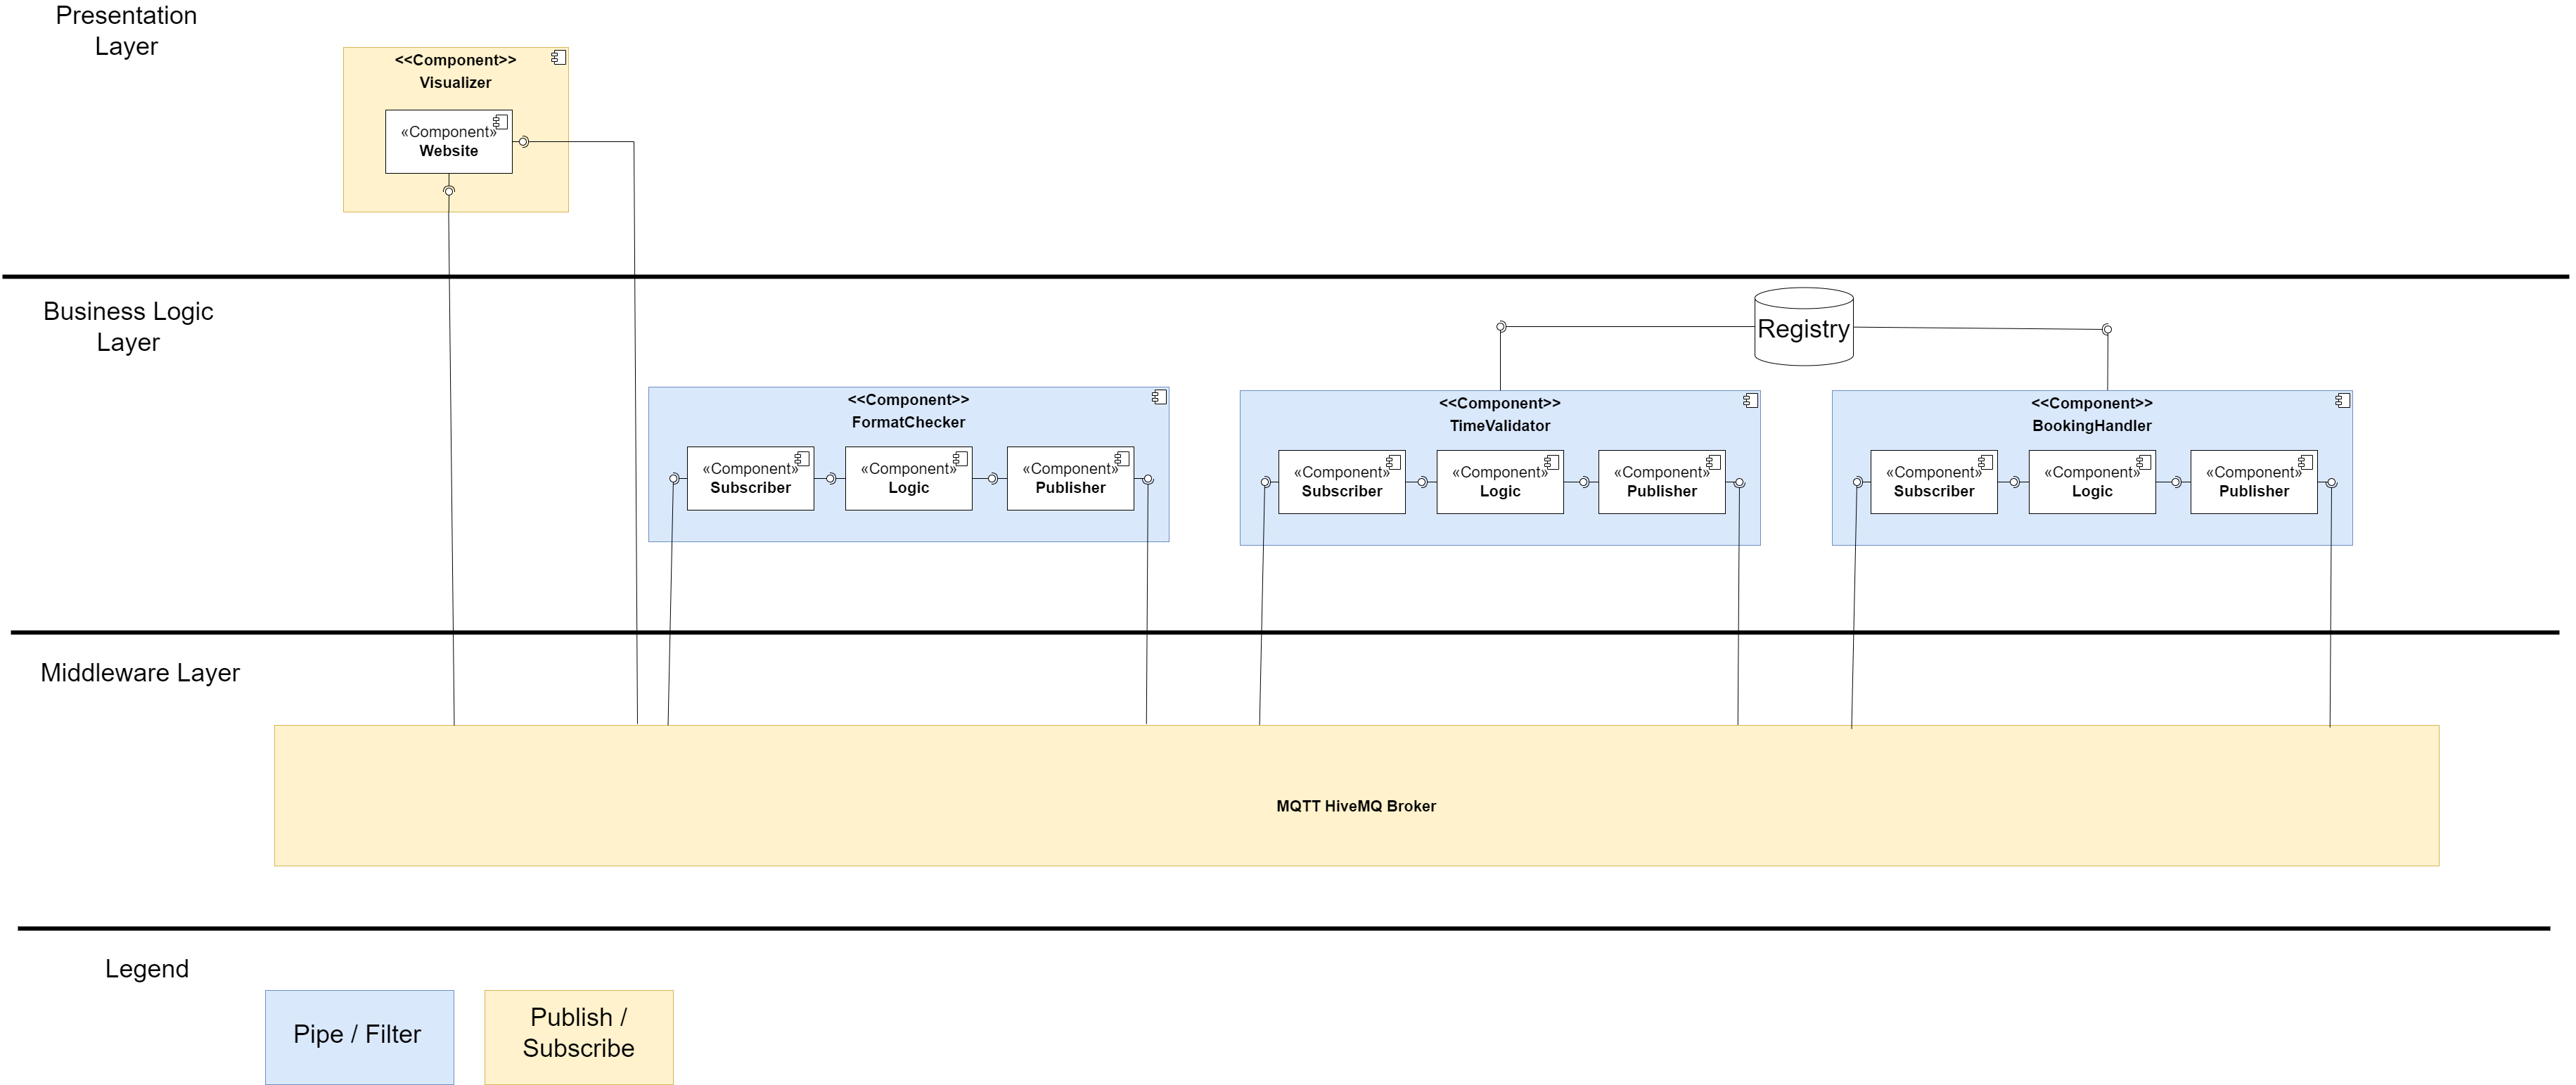 Presentation
Layer
<<Component>>
Visualizer
«Component»
Website
Business Logic
Layer
Registry
<<Component>>
FormatChecker
«Component»
Subscriber
«Component»
Logic
«Component»
Publisher
<<Component>>
TimeValidator
«Component»
Subscriber
«Component»
Logic
«Component»
Publisher
<<Component>>
BookingHandler
«Component»
Subscriber
«Component»
Logic
«Component»
Publisher
Middleware Layer
MQTT HiveMQ Broker
Legend
Pipe / Filter
Publish /
Subscribe